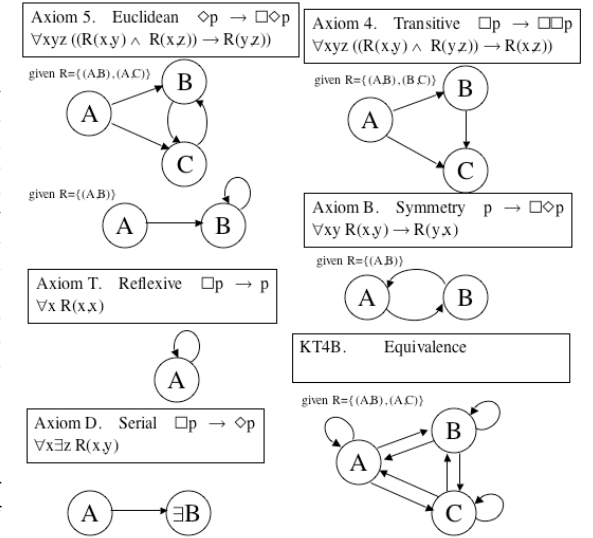 Axiom 5. Euclidean ◇p → □◇p
∀xyz ((R(x,y) ∧ R(x,z)) → R(y,z))
given R={(A,B),(A,C)}
A
B
C
given R={(A,B)}
A
B
Axiom T. Reflexive □p → p
∀x R(x,x)
A
Axiom D. Serial □p → ◇p
∀x∃z R(x,y)
A
∃B
Axiom 4. Transitive □p → □□p
∀xyz ((R(x,y) ∧ R(y,z)) → R(x,z))
given R={(A,B),(B,C)}
A
B
C
Axiom B. Symmetry p → □◇p
∀xy R(x,y) → R(y,x)
given R={(A,B)}
A
B
KT4B. Equivalence
given R={(A,B),(A,C)}
A
B
C